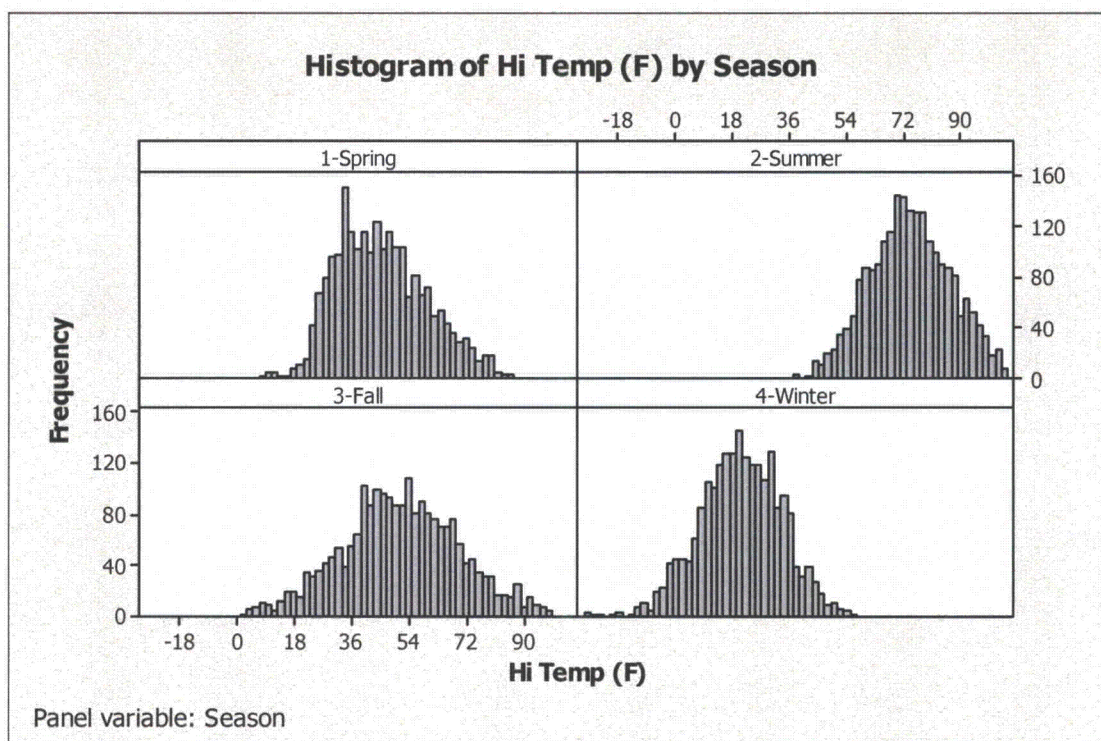 Histogram of Hi Temp (F) by Season
-18 0 18 36 54 72 90
1-Spring 2-Summer
160
120
80
40
0
3-Fall 4-Winter
160
120
80
40
0
-18 0 18 36 54 72 90
Frequency
Hi Temp (F)
Panel variable: Season